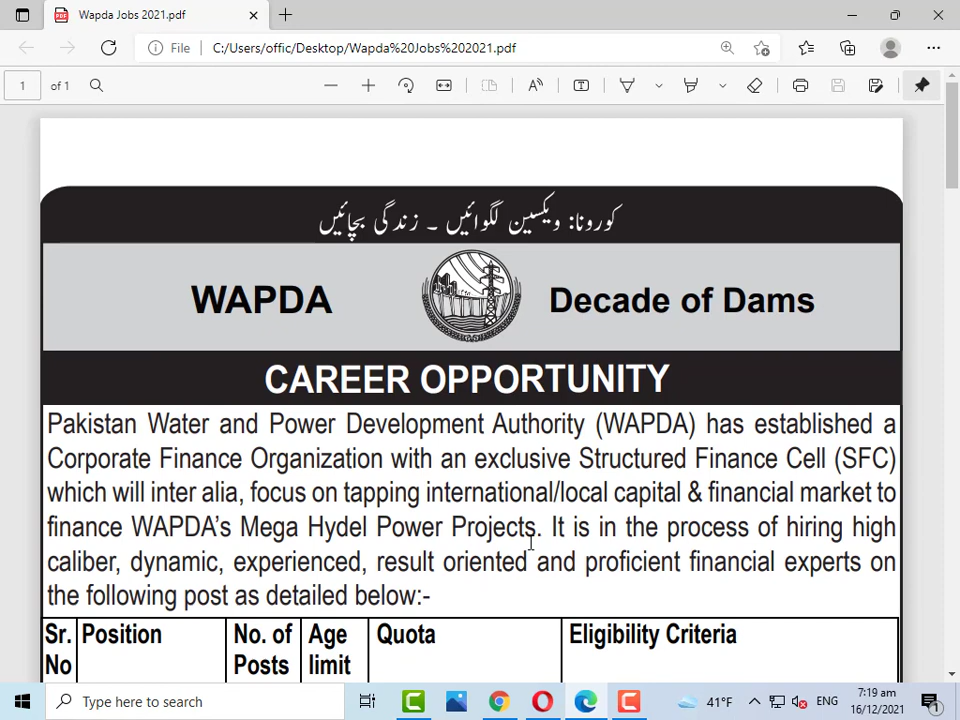 Wapda Jobs 2021.pdf
File
C:/Users/offic/Desktop/Wapda%20Jobs%202021.pdf
1 of 1
کورونا: ویکسین لگوائیں ۔ زندگی بچائیں
WAPDA Decade of Dams
CAREER OPPORTUNITY
Pakistan Water and Power Development Authority (WAPDA) has established a
Corporate Finance Organization with an exclusive Structured Finance Cell (SFC)
which will inter alia, focus on tapping international/local capital & financial market to
finance WAPDA's Mega Hydel Power Projects. It is in the process of hiring high
caliber, dynamic, experienced, result oriented and proficient financial experts on
the following post as detailed below:-
Sr. No
Position
No. of Posts
Age limit
Quota
Eligibility Criteria
Type here to search
41°F
ENG
7:19 am
16/12/2021
1